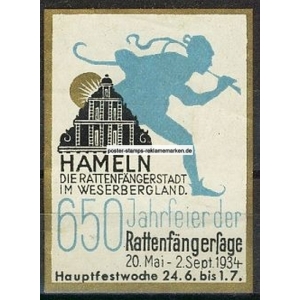 poster-stamps-reklamemarken.de
HAMELN
DIE RATTENFÄNGERSTADT
IM WESERBERGLAND.
650 Jahrfeier der
Rattenfängersage
20. Mai - 2. Sept. 1934
Hauptfestwoche 24.6. bis 1.7.